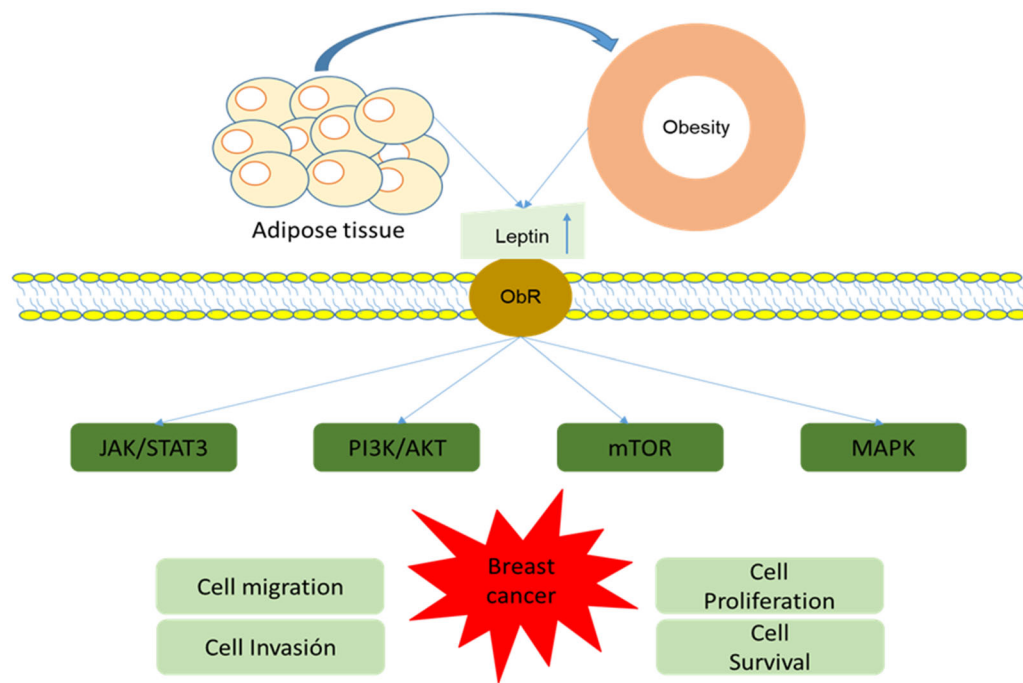 Obesity
Adipose tissue
Leptin
ObR
JAK/STAT3
PI3K/AKT
mTOR
MAPK
Breast
cancer
Cell migration
Cell
Proliferation
Cell Invasión
Cell
Survival